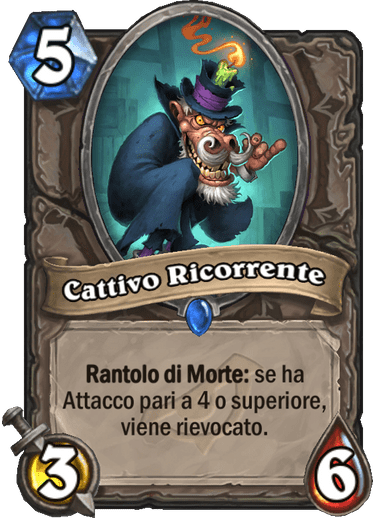 5
Cattivo Ricorrente
Rantolo di Morte: se ha
Attacco pari a 4 o superiore,
viene rievocato.
3
6